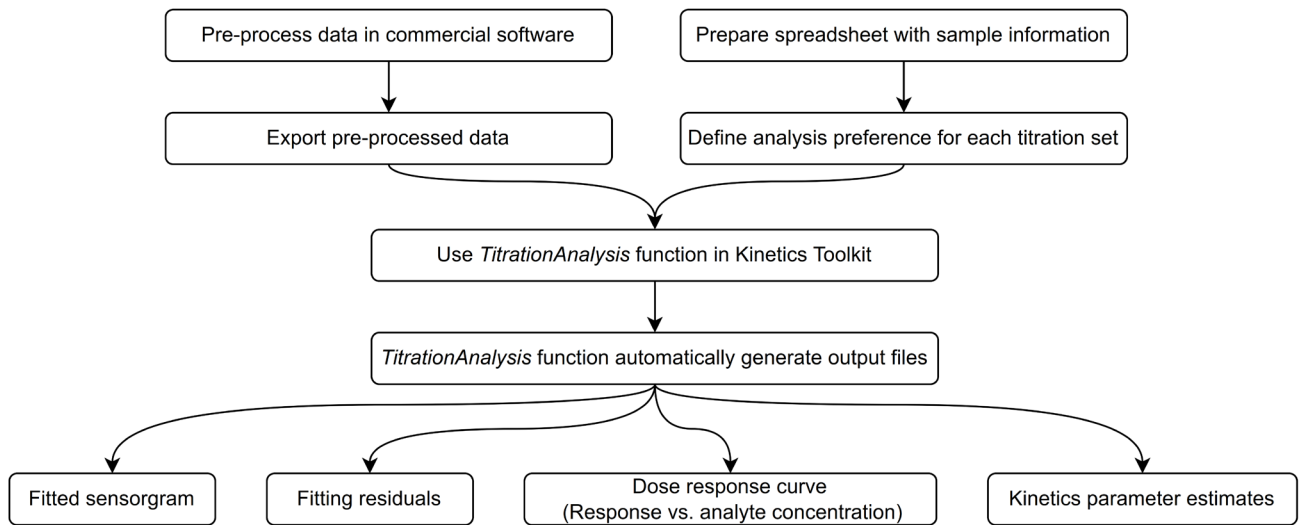 Pre-process data in commercial software
Prepare spreadsheet with sample information
Export pre-processed data
Define analysis preference for each titration set
Use TitrationAnalysis function in Kinetics Toolkit
TitrationAnalysis function automatically generate output files
Fitted sensorgram
Fitting residuals
Dose response curve
(Response vs. analyte concentration)
Kinetics parameter estimates